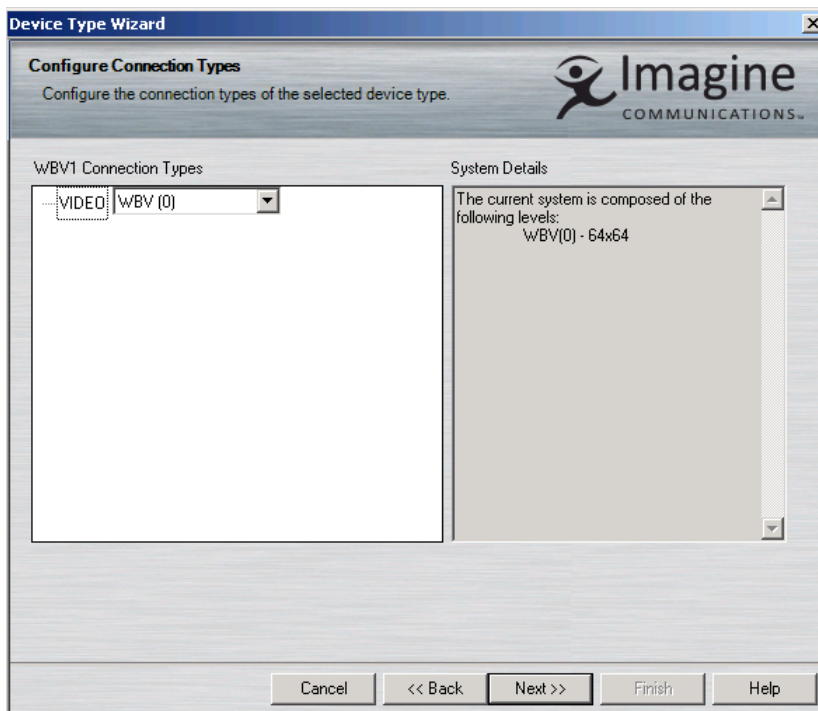 Device Type Wizard
Configure Connection Types
Configure the connection types of the selected device type.
Imagine
COMMUNICATIONS™
WBV1 Connection Types
System Details
VIDEO WBV (0)
The current system is composed of the
following levels:
WBV(0) - 64x64
Cancel
<< Back
Next >>
Finish
Help